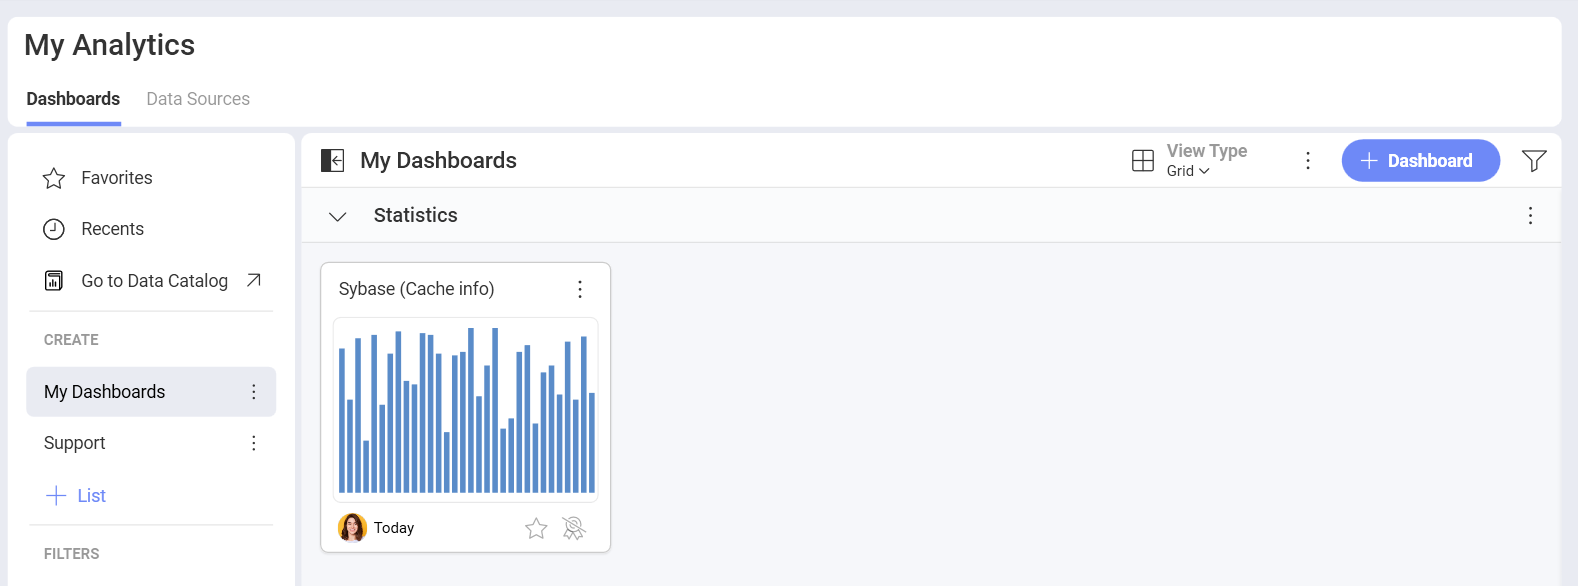 My Analytics
Dashboards Data Sources
Favorites
Recents
Go to Data Catalog
CREATE
My Dashboards
Support
List
FILTERS
My Dashboards
View Type
Grid
Dashboard
Statistics
Sybase (Cache info)
Today